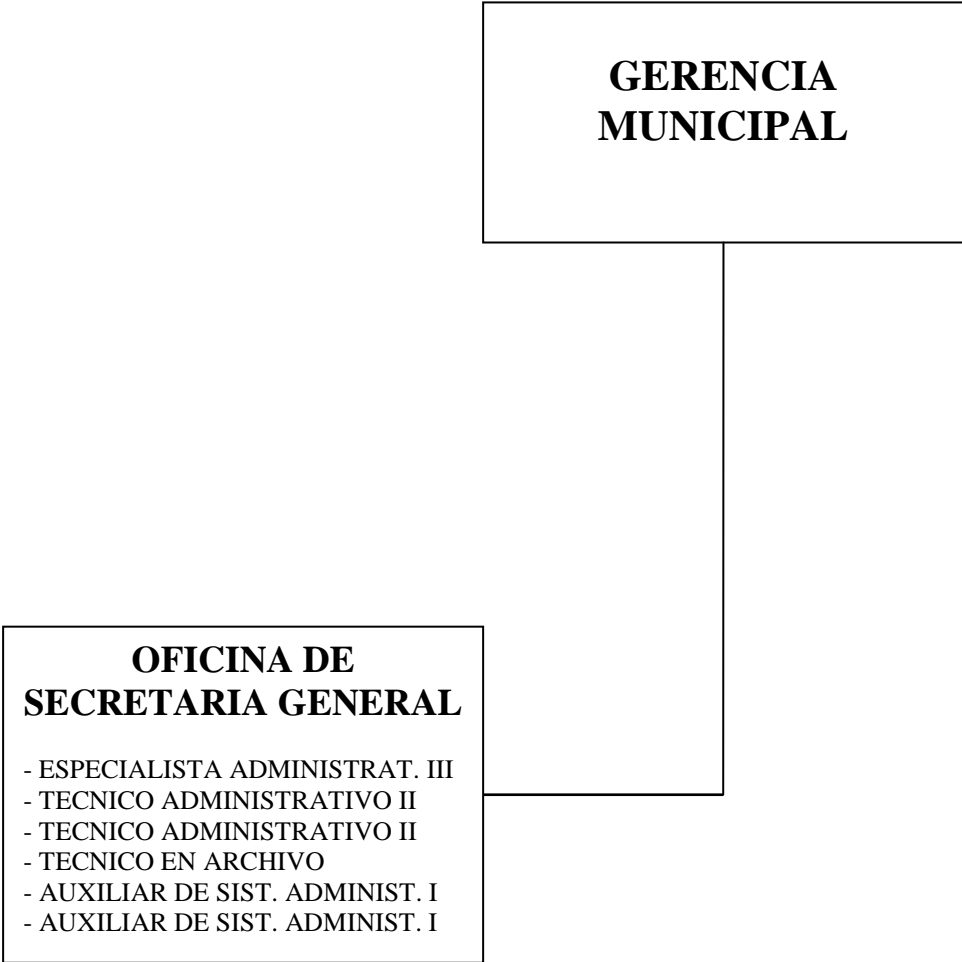 GERENCIA
MUNICIPAL
OFICINA DE
SECRETARIA GENERAL
- ESPECIALISTA ADMINISTRAT. III
- TECNICO ADMINISTRATIVO II
- TECNICO ADMINISTRATIVO II
- TECNICO EN ARCHIVO
- AUXILIAR DE SIST. ADMINIST. I
- AUXILIAR DE SIST. ADMINIST. I